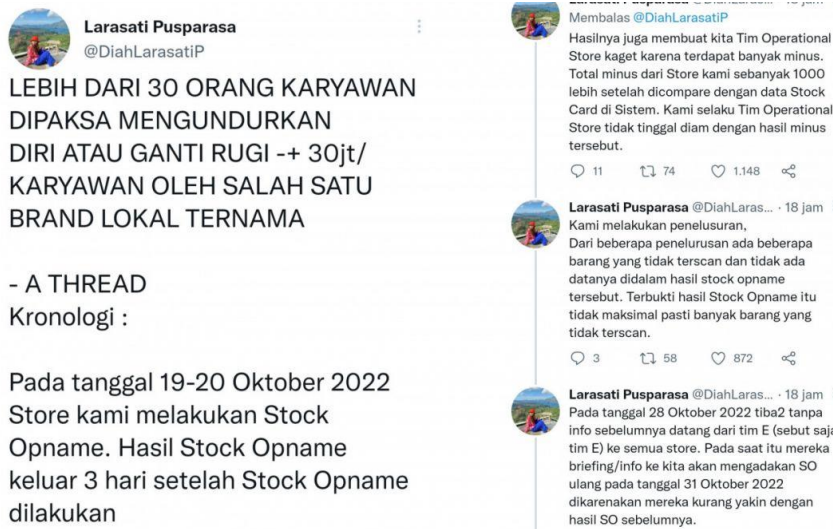 Larasati Pusparasa
@DiahLarasatiP
LEBIH DARI 30 ORANG KARYAWAN
DIPAKSA MENGUNDURKAN
DIRI ATAU GANTI RUGI -+ 30jt/
KARYAWAN OLEH SALAH SATU
BRAND LOKAL TERNAMA
- A THREAD
Kronologi :
Pada tanggal 19-20 Oktober 2022
Store kami melakukan Stock
Opname. Hasil Stock Opname
keluar 3 hari setelah Stock Opname
dilakukan
Membalas @DiahLarasatiP
Hasilnya juga membuat kita Tim Operational
Store kaget karena terdapat banyak minus.
Total minus dari Store kami sebanyak 1000
lebih setelah dicompare dengan data Stock
Card di Sistem. Kami selaku Tim Operational
Store tidak tinggal diam dengan hasil minus
tersebut.
11 74 1.148
Larasati Pusparasa @DiahLaras... · 18 jam
Kami melakukan penelusuran,
Dari beberapa penelurusan ada beberapa
barang yang tidak terscan dan tidak ada
datanya didalam hasil stock opname
tersebut. Terbukti hasil Stock Opname itu
tidak maksimal pasti banyak barang yang
tidak terscan.
3 58 872
Larasati Pusparasa @DiahLaras... · 18 jam
Pada tanggal 28 Oktober 2022 tiba2 tanpa
info sebelumnya datang dari tim E (sebut saja
tim E) ke semua store. Pada saat itu mereka
briefing/info ke kita akan mengadakan SO
ulang pada tanggal 31 Oktober 2022
dikarenakan mereka kurang yakin dengan
hasil SO sebelumnya.